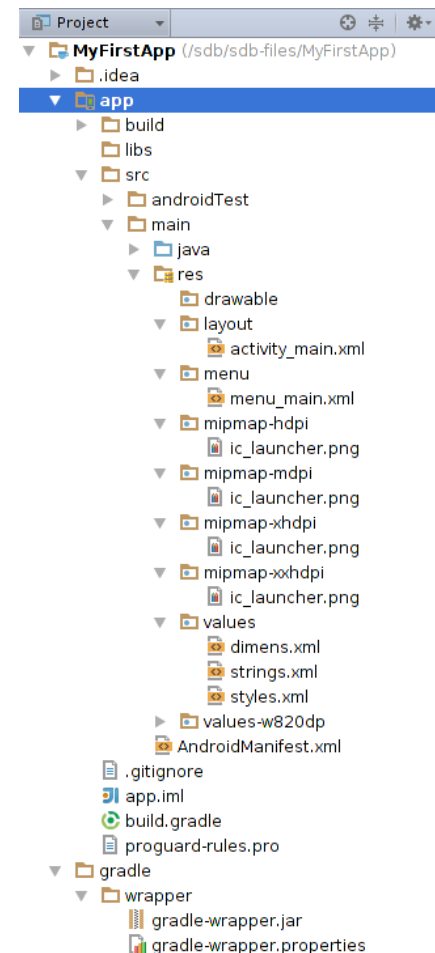 Project
MyFirstApp (/sdb/sdb-files/MyFirstApp)
.idea
app
build
libs
src
androidTest
main
java
res
drawable
layout
activity_main.xml
menu
menu_main.xml
mipmap-hdpi
ic_launcher.png
mipmap-mdpi
ic_launcher.png
mipmap-xhdpi
ic_launcher.png
mipmap-xxhdpi
ic_launcher.png
values
dimens.xml
strings.xml
styles.xml
values-w820dp
AndroidManifest.xml
.gitignore
app.iml
build.gradle
proguard-rules.pro
gradle
wrapper
gradle-wrapper.jar
gradle-wrapper.properties